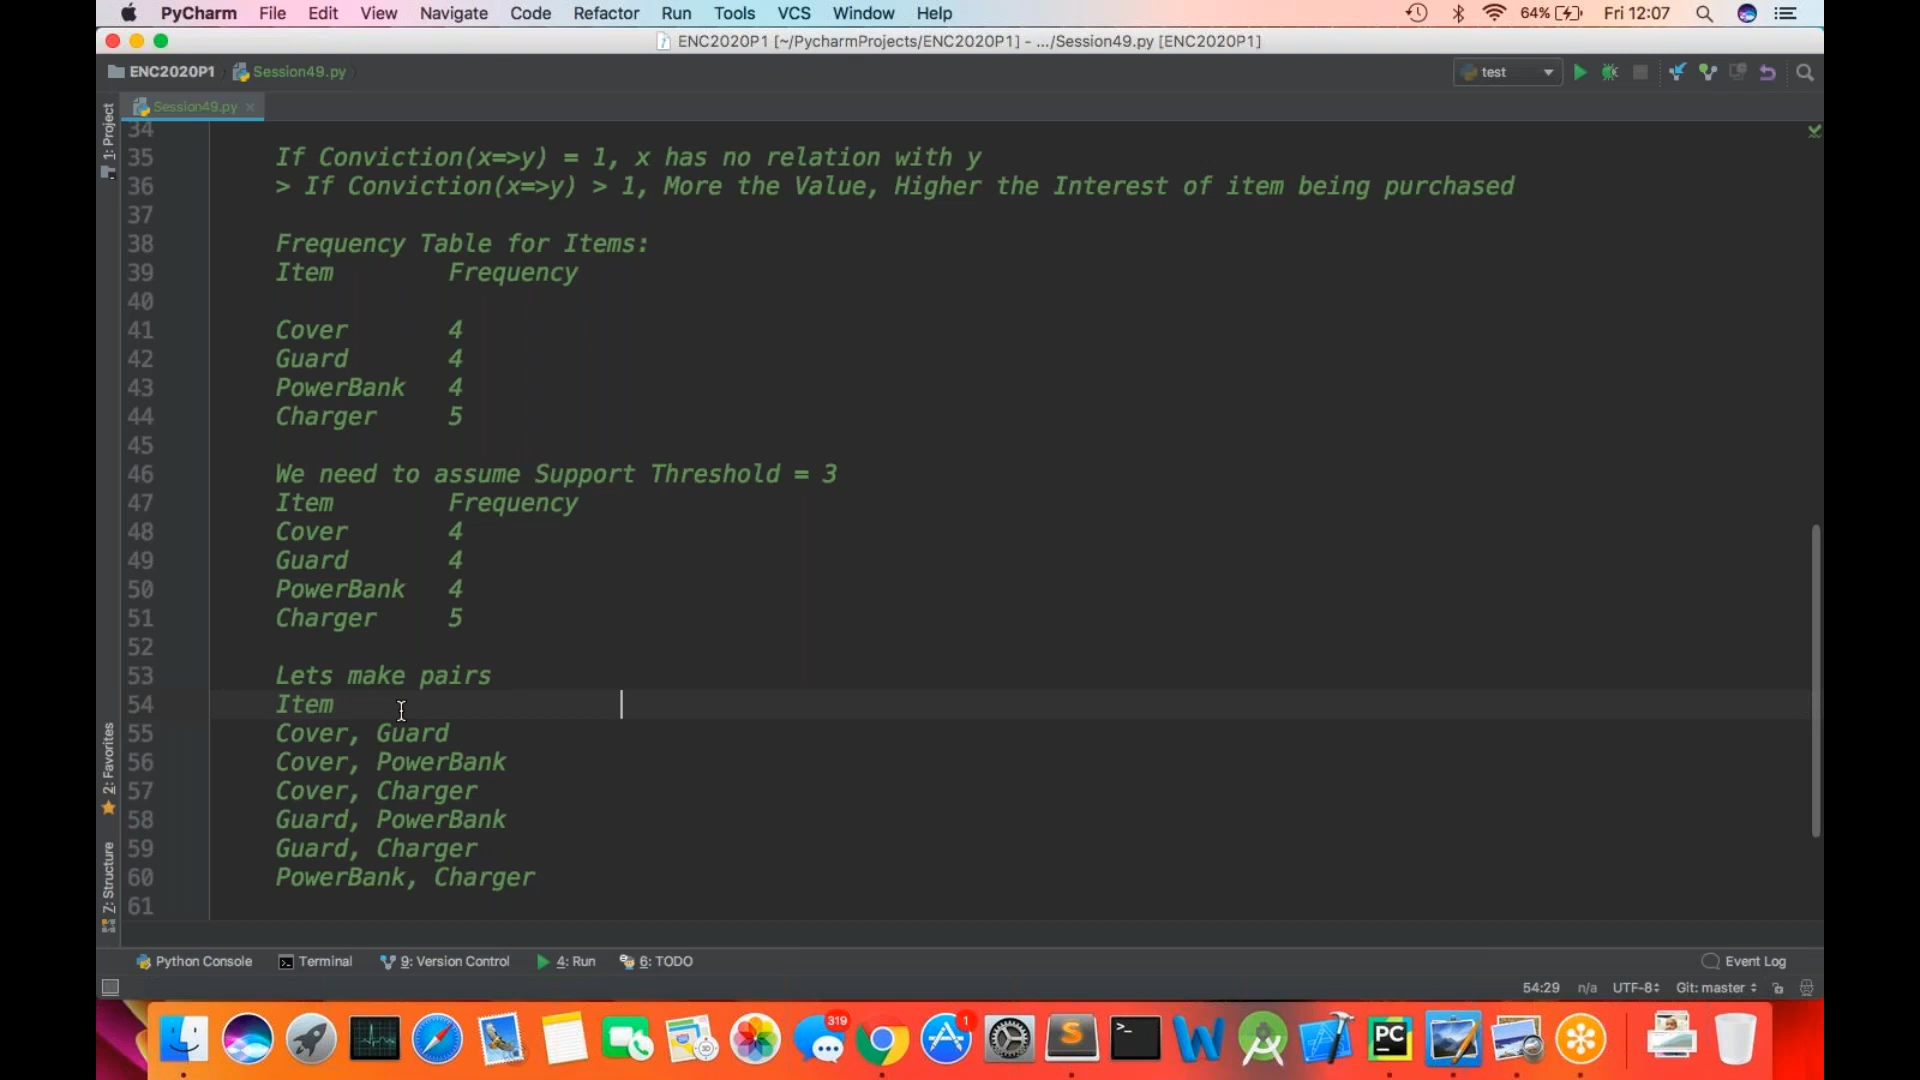 PyCharm File Edit View Navigate Code Refactor Run Tools VCS Window Help 64% Fri 12:07
ENC2020P1 [~/PycharmProjects/ENC2020P1] - .../Session49.py [ENC2020P1]
ENC2020P1 Session49.py test
Session49.py
1: Project
34
35 If Conviction(x=>y) = 1, x has no relation with y
36 > If Conviction(x=>y) > 1, More the Value, Higher the Interest of item being purchased
37
38 Frequency Table for Items:
39 Item Frequency
40
41 Cover 4
42 Guard 4
43 PowerBank 4
44 Charger 5
45
46 We need to assume Support Threshold = 3
47 Item Frequency
48 Cover 4
49 Guard 4
50 PowerBank 4
51 Charger 5
52
53 Lets make pairs
54 Item
55 Cover, Guard
56 Cover, PowerBank
57 Cover, Charger
58 Guard, PowerBank
59 Guard, Charger
60 PowerBank, Charger
61
2: Favorites
Z: Structure
Python Console Terminal 9: Version Control 4: Run 6: TODO Event Log
54:29 n/a UTF-8 Git: master
319
1
3D
S
>_
W
PC